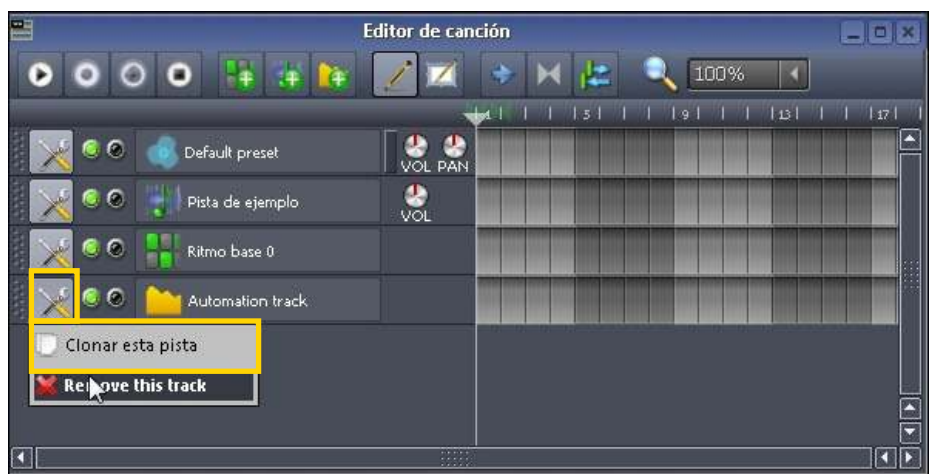 Editor de canción
100%
1 5 9 13 17
Default preset VOL PAN
Pista de ejemplo VOL
Ritmo base 0
Automation track
Clonar esta pista
Remove this track